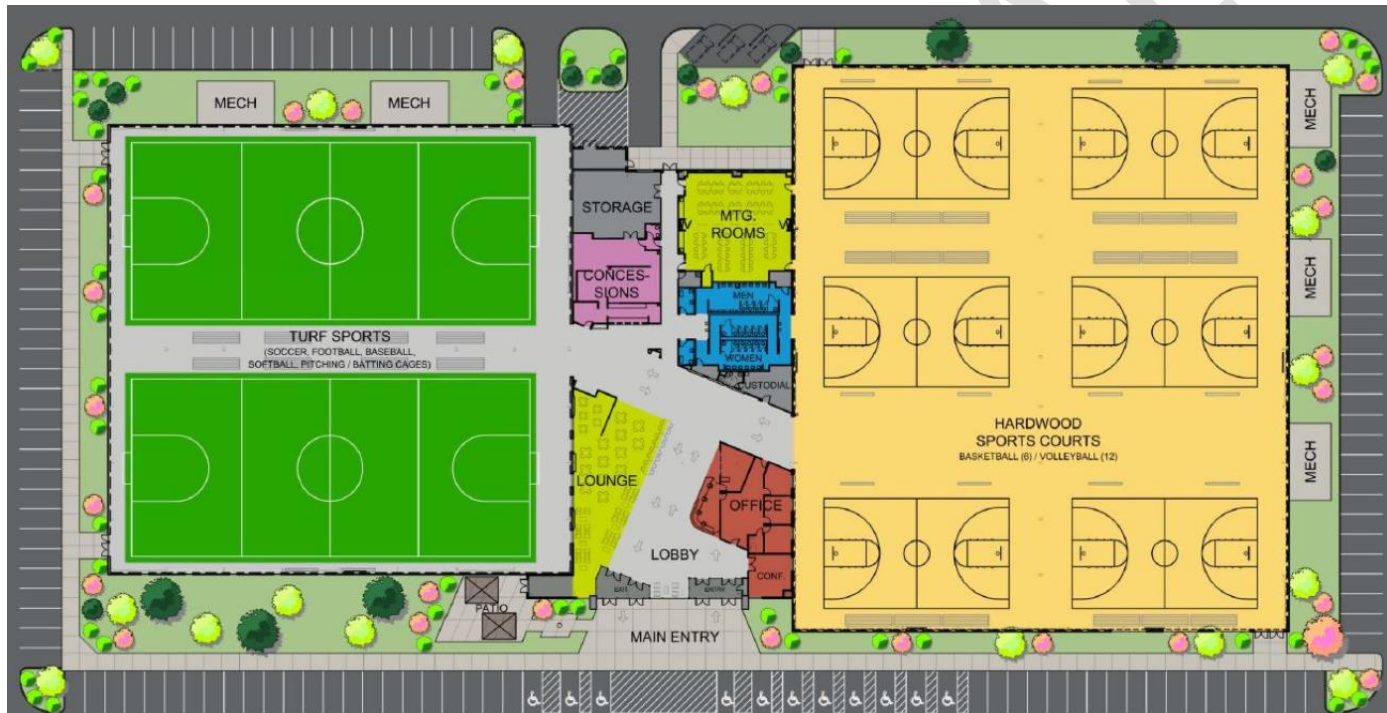 MECH
MECH
MECH
STORAGE
MTG.
ROOMS
CONCES-
SIONS
MECH
MEN
TURF SPORTS
(SOCCER, FOOTBALL, BASEBALL,
SOFTBALL, PITCHING / BATTING CAGES)
WOMEN
CUSTODIAL
HARDWOOD
SPORTS COURTS
BASKETBALL (6) / VOLLEYBALL (12)
MECH
LOUNGE
OFFICE
LOBBY
CONF.
EXIT
ENTRY
PATIO
MAIN ENTRY